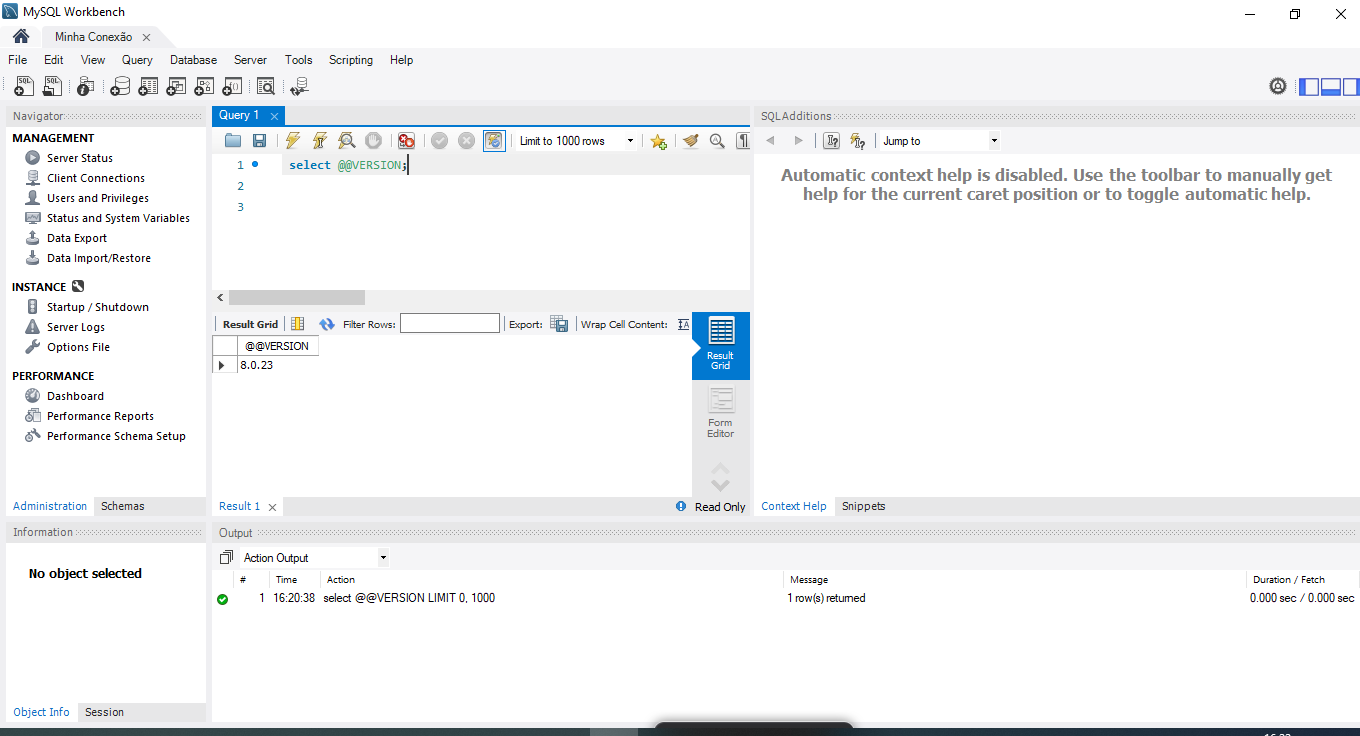 MySQL Workbench
Minha Conexão
File Edit View Query Database Server Tools Scripting Help
Navigator
MANAGEMENT
Server Status
Client Connections
Users and Privileges
Status and System Variables
Data Export
Data Import/Restore
INSTANCE
Startup / Shutdown
Server Logs
Options File
PERFORMANCE
Dashboard
Performance Reports
Performance Schema Setup
Administration Schemas
Information
No object selected
Object Info Session
Query 1
Limit to 1000 rows
1 select @@VERSION;
2
3
Result Grid Filter Rows: Export: Wrap Cell Content:
@@VERSION
8.0.23
Result
Grid
Form
Editor
Result 1 Read Only
SQLAdditions
Jump to
Automatic context help is disabled. Use the toolbar to manually get
help for the current caret position or to toggle automatic help.
Context Help Snippets
Output
Action Output
# Time Action Message Duration / Fetch
1 16:20:38 select @@VERSION LIMIT 0, 1000 1 row(s) returned 0.000 sec / 0.000 sec